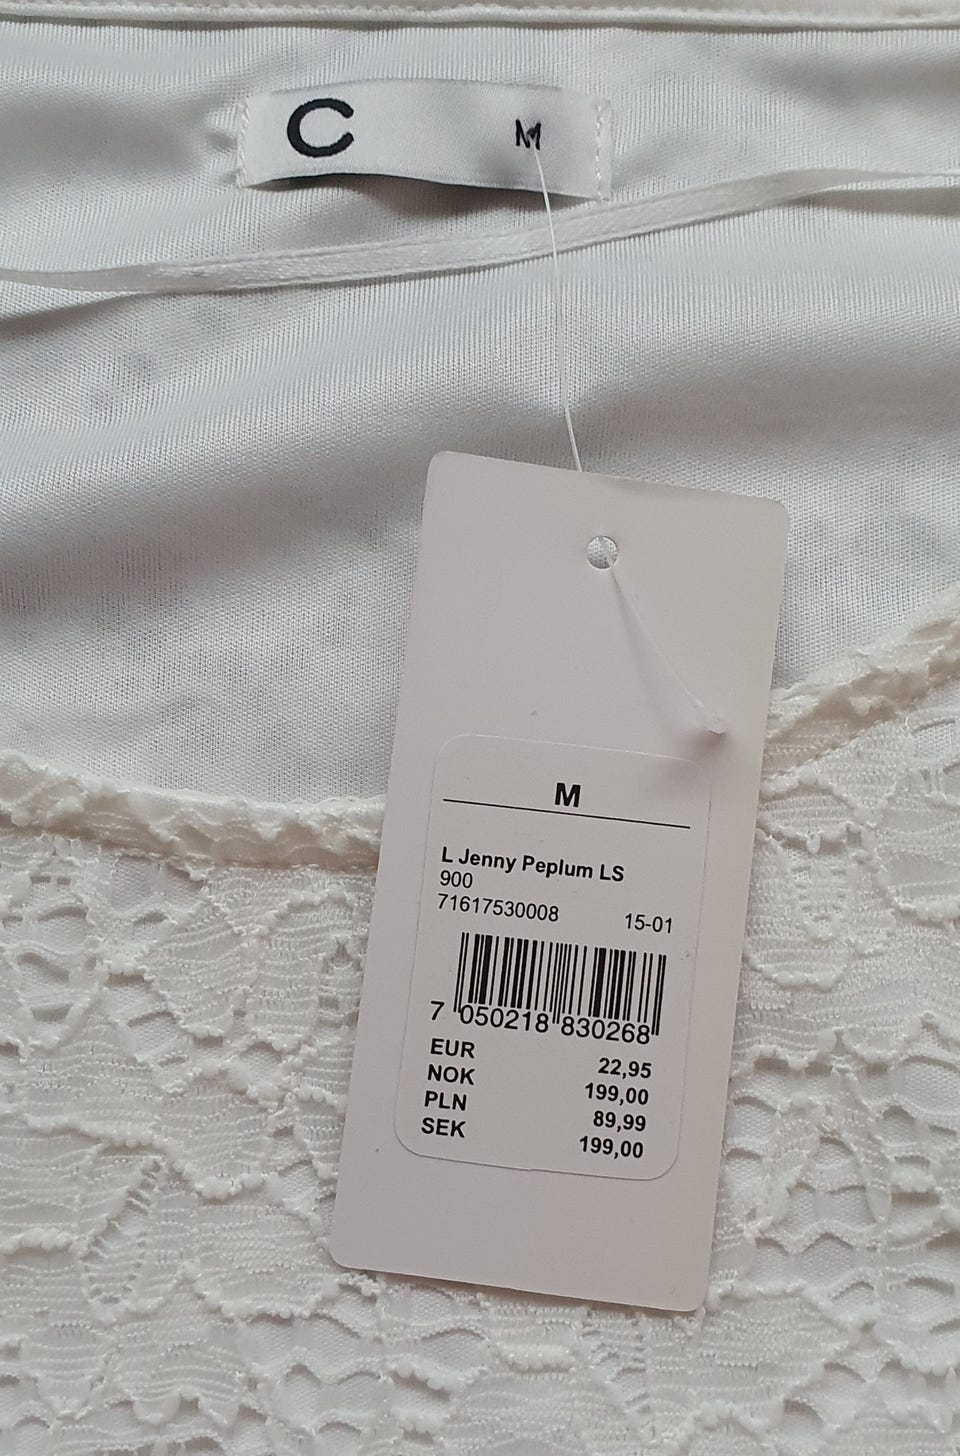 C M
M
L Jenny Peplum LS
900
71617530008 15-01
7 050218 830268
EUR 22,95
NOK 199,00
PLN 89,99
SEK 199,00